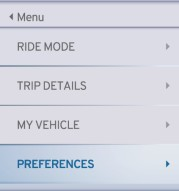 Menu
RIDE MODE
TRIP DETAILS
MY VEHICLE
PREFERENCES